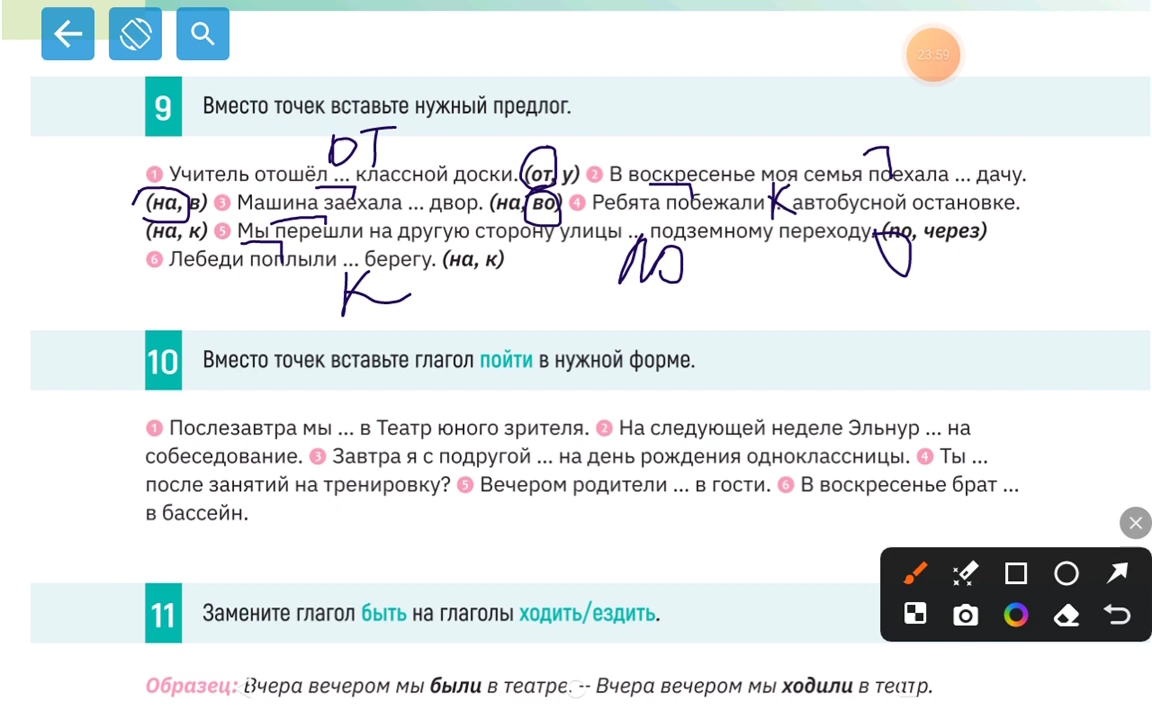 23:59
9 Вместо точек вставьте нужный предлог.
ОТ
1 Учитель отошёл ... классной доски. (от, у) 2 В воскресенье моя семья поехала ... дачу.
(на, в) 3 Машина заехала ... двор. (на, во) 4 Ребята побежали К автобусной остановке.
(на, к) 5 Мы перешли на другую сторону улицы ... подземному переходу. (по, через)
6 Лебеди поплыли ... берегу. (на, к)
по
К
10 Вместо точек вставьте глагол пойти в нужной форме.
1 Послезавтра мы ... в Театр юного зрителя. 2 На следующей неделе Эльнур ... на
собеседование. 3 Завтра я с подругой ... на день рождения одноклассницы. 4 Ты ...
после занятий на тренировку? 5 Вечером родители ... в гости. 6 В воскресенье брат ...
в бассейн.
11 Замените глагол быть на глаголы ходить/ездить.
Образец: Вчера вечером мы были в театре. -- Вчера вечером мы ходили в театр.